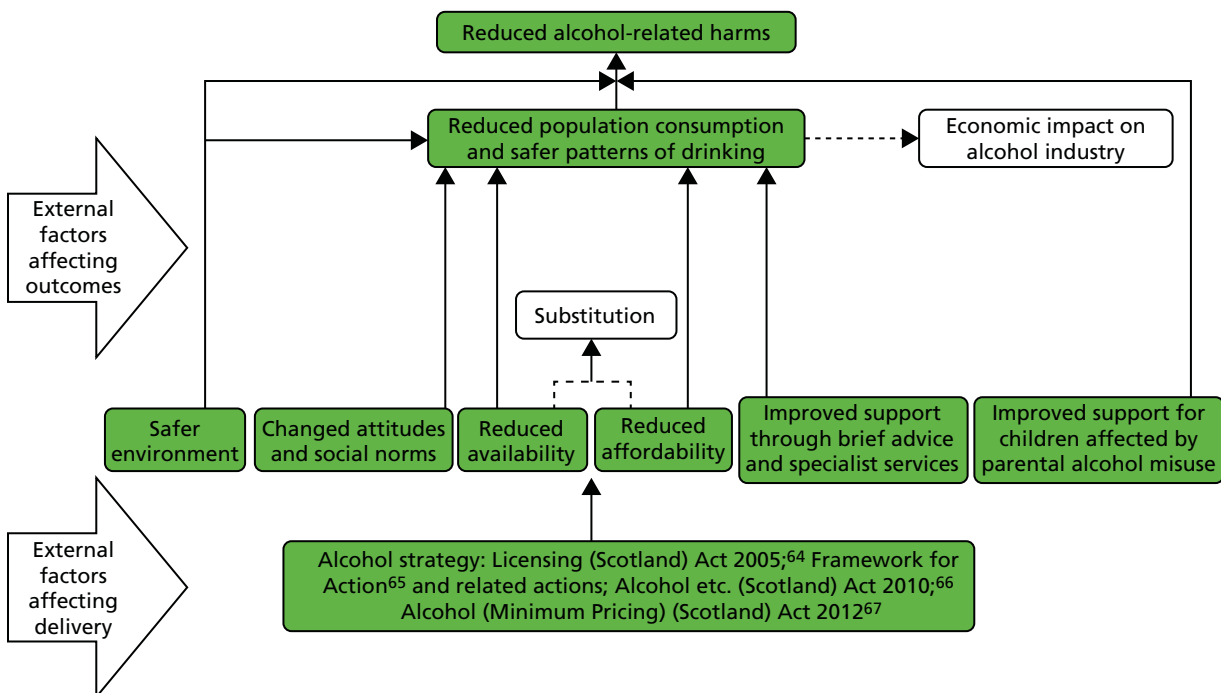 Reduced alcohol-related harms
Reduced population consumption
and safer patterns of drinking
Economic impact on
alcohol industry
External
factors
affecting
outcomes
Substitution
Safer
environment
Changed attitudes
and social norms
Reduced
availability
Reduced
affordability
Improved support
through brief advice
and specialist services
Improved support for
children affected by
parental alcohol misuse
External
factors
affecting
delivery
Alcohol strategy: Licensing (Scotland) Act 2005;⁶⁴ Framework for
Action⁶⁵ and related actions; Alcohol etc. (Scotland) Act 2010;⁶⁶
Alcohol (Minimum Pricing) (Scotland) Act 2012⁶⁷